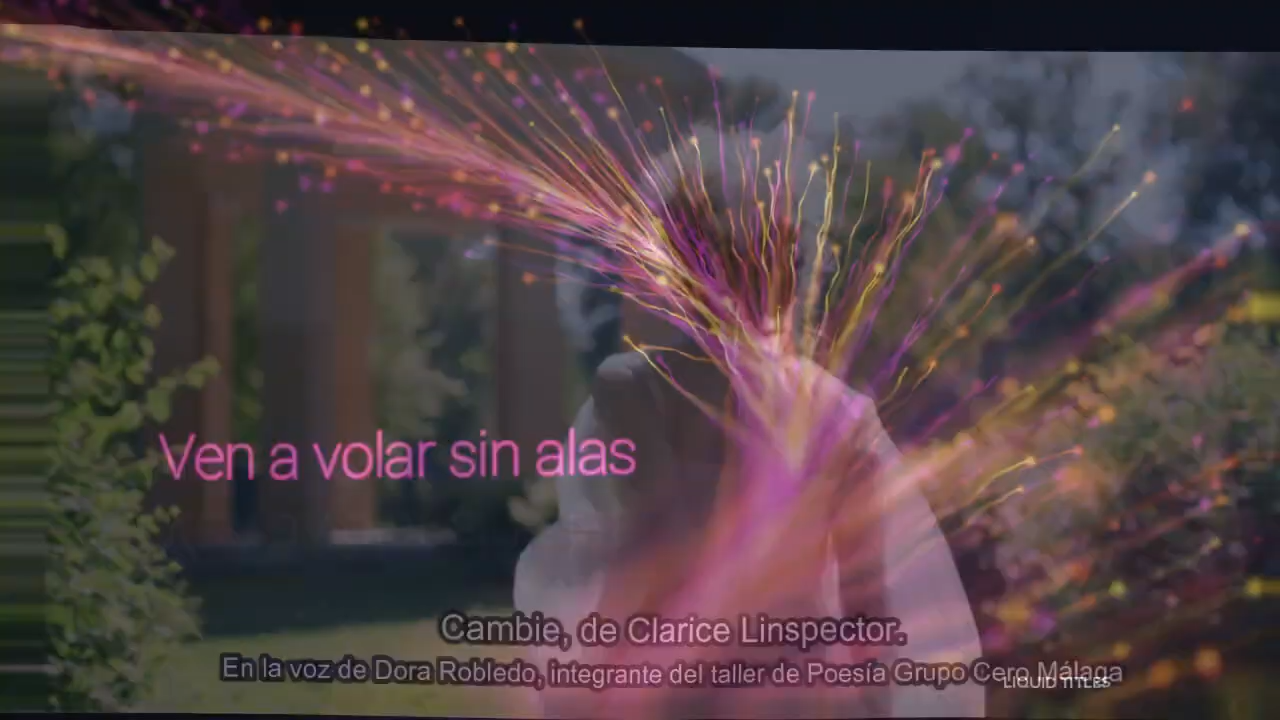 Ven a volar sin alas
Cambie, de Clarice Linspector.
En la voz de Dora Robledo, integrante del taller de Poesía Grupo Cero Málaga
LIQUID TITLES